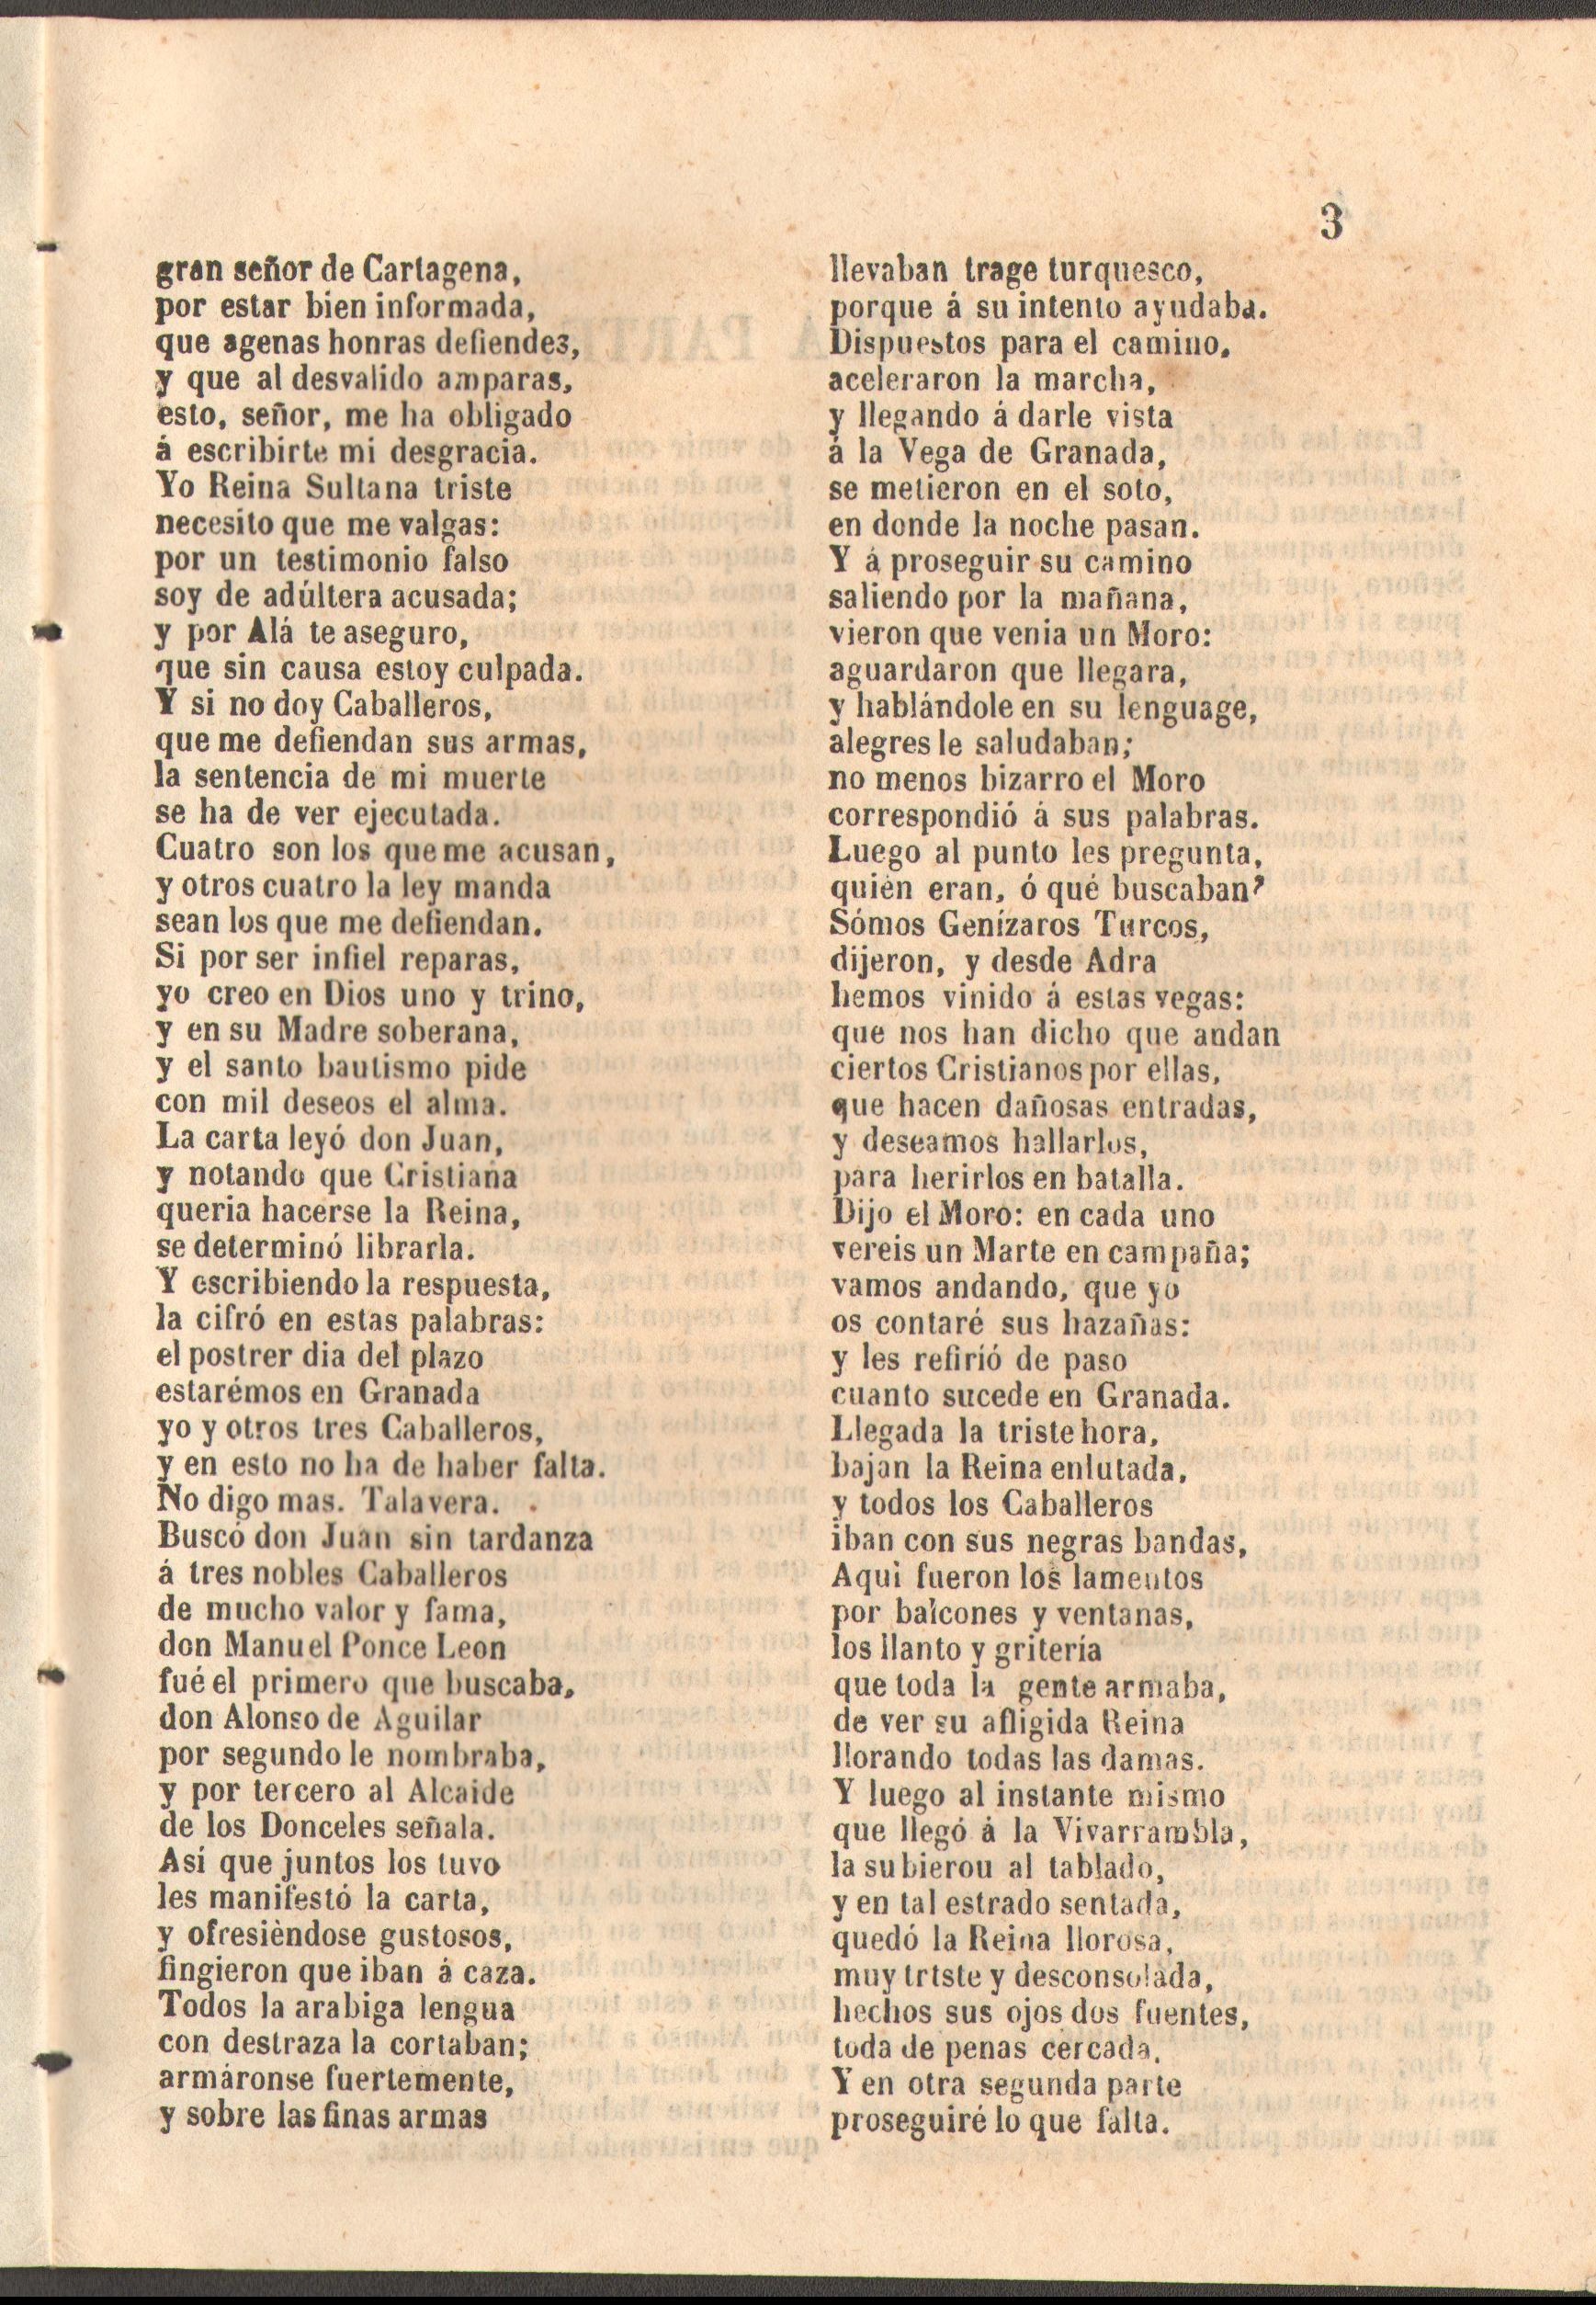 3
gran señor de Cartagena,
por estar bien informada,
que agenas honras defiendes,
y que al desvalido amparas,
esto, señor, me ha obligado
á escribirte mi desgracia.
Yo Reina Sultana triste
necesito que me valgas:
por un testimonio falso
soy de adúltera acusada;
y por Alá te aseguro,
que sin causa estoy culpada.
Y si no doy Caballeros,
que me defiendan sus armas,
la sentencia de mi muerte
se ha de ver ejecutada.
Cuatro son los que me acusan,
y otros cuatro la ley manda
sean los que me defiendan.
Si por ser infiel reparas,
yo creo en Dios uno y trino,
y en su Madre soberana,
y el santo bautismo pide
con mil deseos el alma.
La carta leyó don Juan,
y notando que Cristiana
queria hacerse la Reina,
se determinó librarla.
Y escribiendo la respuesta,
la cifró en estas palabras:
el postrer dia del plazo
estarémos en Granada
yo y otros tres Caballeros,
y en esto no ha de haber falta.
No digo mas. Talavera.
Buscó don Juan sin tardanza
á tres nobles Caballeros
de mucho valor y fama,
don Manuel Ponce Leon
fué el primero que buscaba,
don Alonso de Aguilar
por segundo le nombraba,
y por tercero al Alcaide
de los Donceles señala.
Asi que juntos los tuvo
les manifestó la carta,
y ofresièndose gustosos,
fingieron que iban á caza.
Todos la arabiga lengua
con destraza la cortaban;
armáronse fuertemente,
y sobre las finas armas
llevaban trage turquesco,
porque á su intento ayudaba.
Dispuestos para el camino,
aceleraron la marcha,
y llegando á darle vista
á la Vega de Granada,
se metieron en el soto,
en donde la noche pasan.
Y á proseguir su camino
saliendo por la mañana,
vieron que venia un Moro:
aguardaron que llegara,
y hablándole en su lenguage,
alegres le saludaban;
no menos bizarro el Moro
correspondió á sus palabras.
Luego al punto les pregunta,
quién eran, ó qué buscaban?
Sómos Genízaros Turcos,
dijeron, y desde Adra
hemos vinido á estas vegas:
que nos han dicho que andan
ciertos Cristianos por ellas,
que hacen dañosas entradas,
y deseamos hallarlos,
para herirlos en batalla.
Dijo el Moro: en cada uno
vereis un Marte en campaña;
vamos andando, que yo
os contaré sus hazañas:
y les refirió de paso
cuanto sucede en Granada.
Llegada la triste hora,
bajan la Reina enlutada,
y todos los Caballeros
iban con sus negras bandas,
Aqui fueron los lamentos
por balcones y ventanas,
los llanto y gritería
que toda la gente armaba,
de ver su afligida Reina
llorando todas las damas.
Y luego al instante mismo
que llegó á la Vivarrambla,
la subierou al tablado,
y en tal estrado sentada,
quedó la Reina llorosa,
muy trtste y desconsolada,
hechos sus ojos dos fuentes,
toda de penas cercada.
Y en otra segunda parte
proseguiré lo que falta.